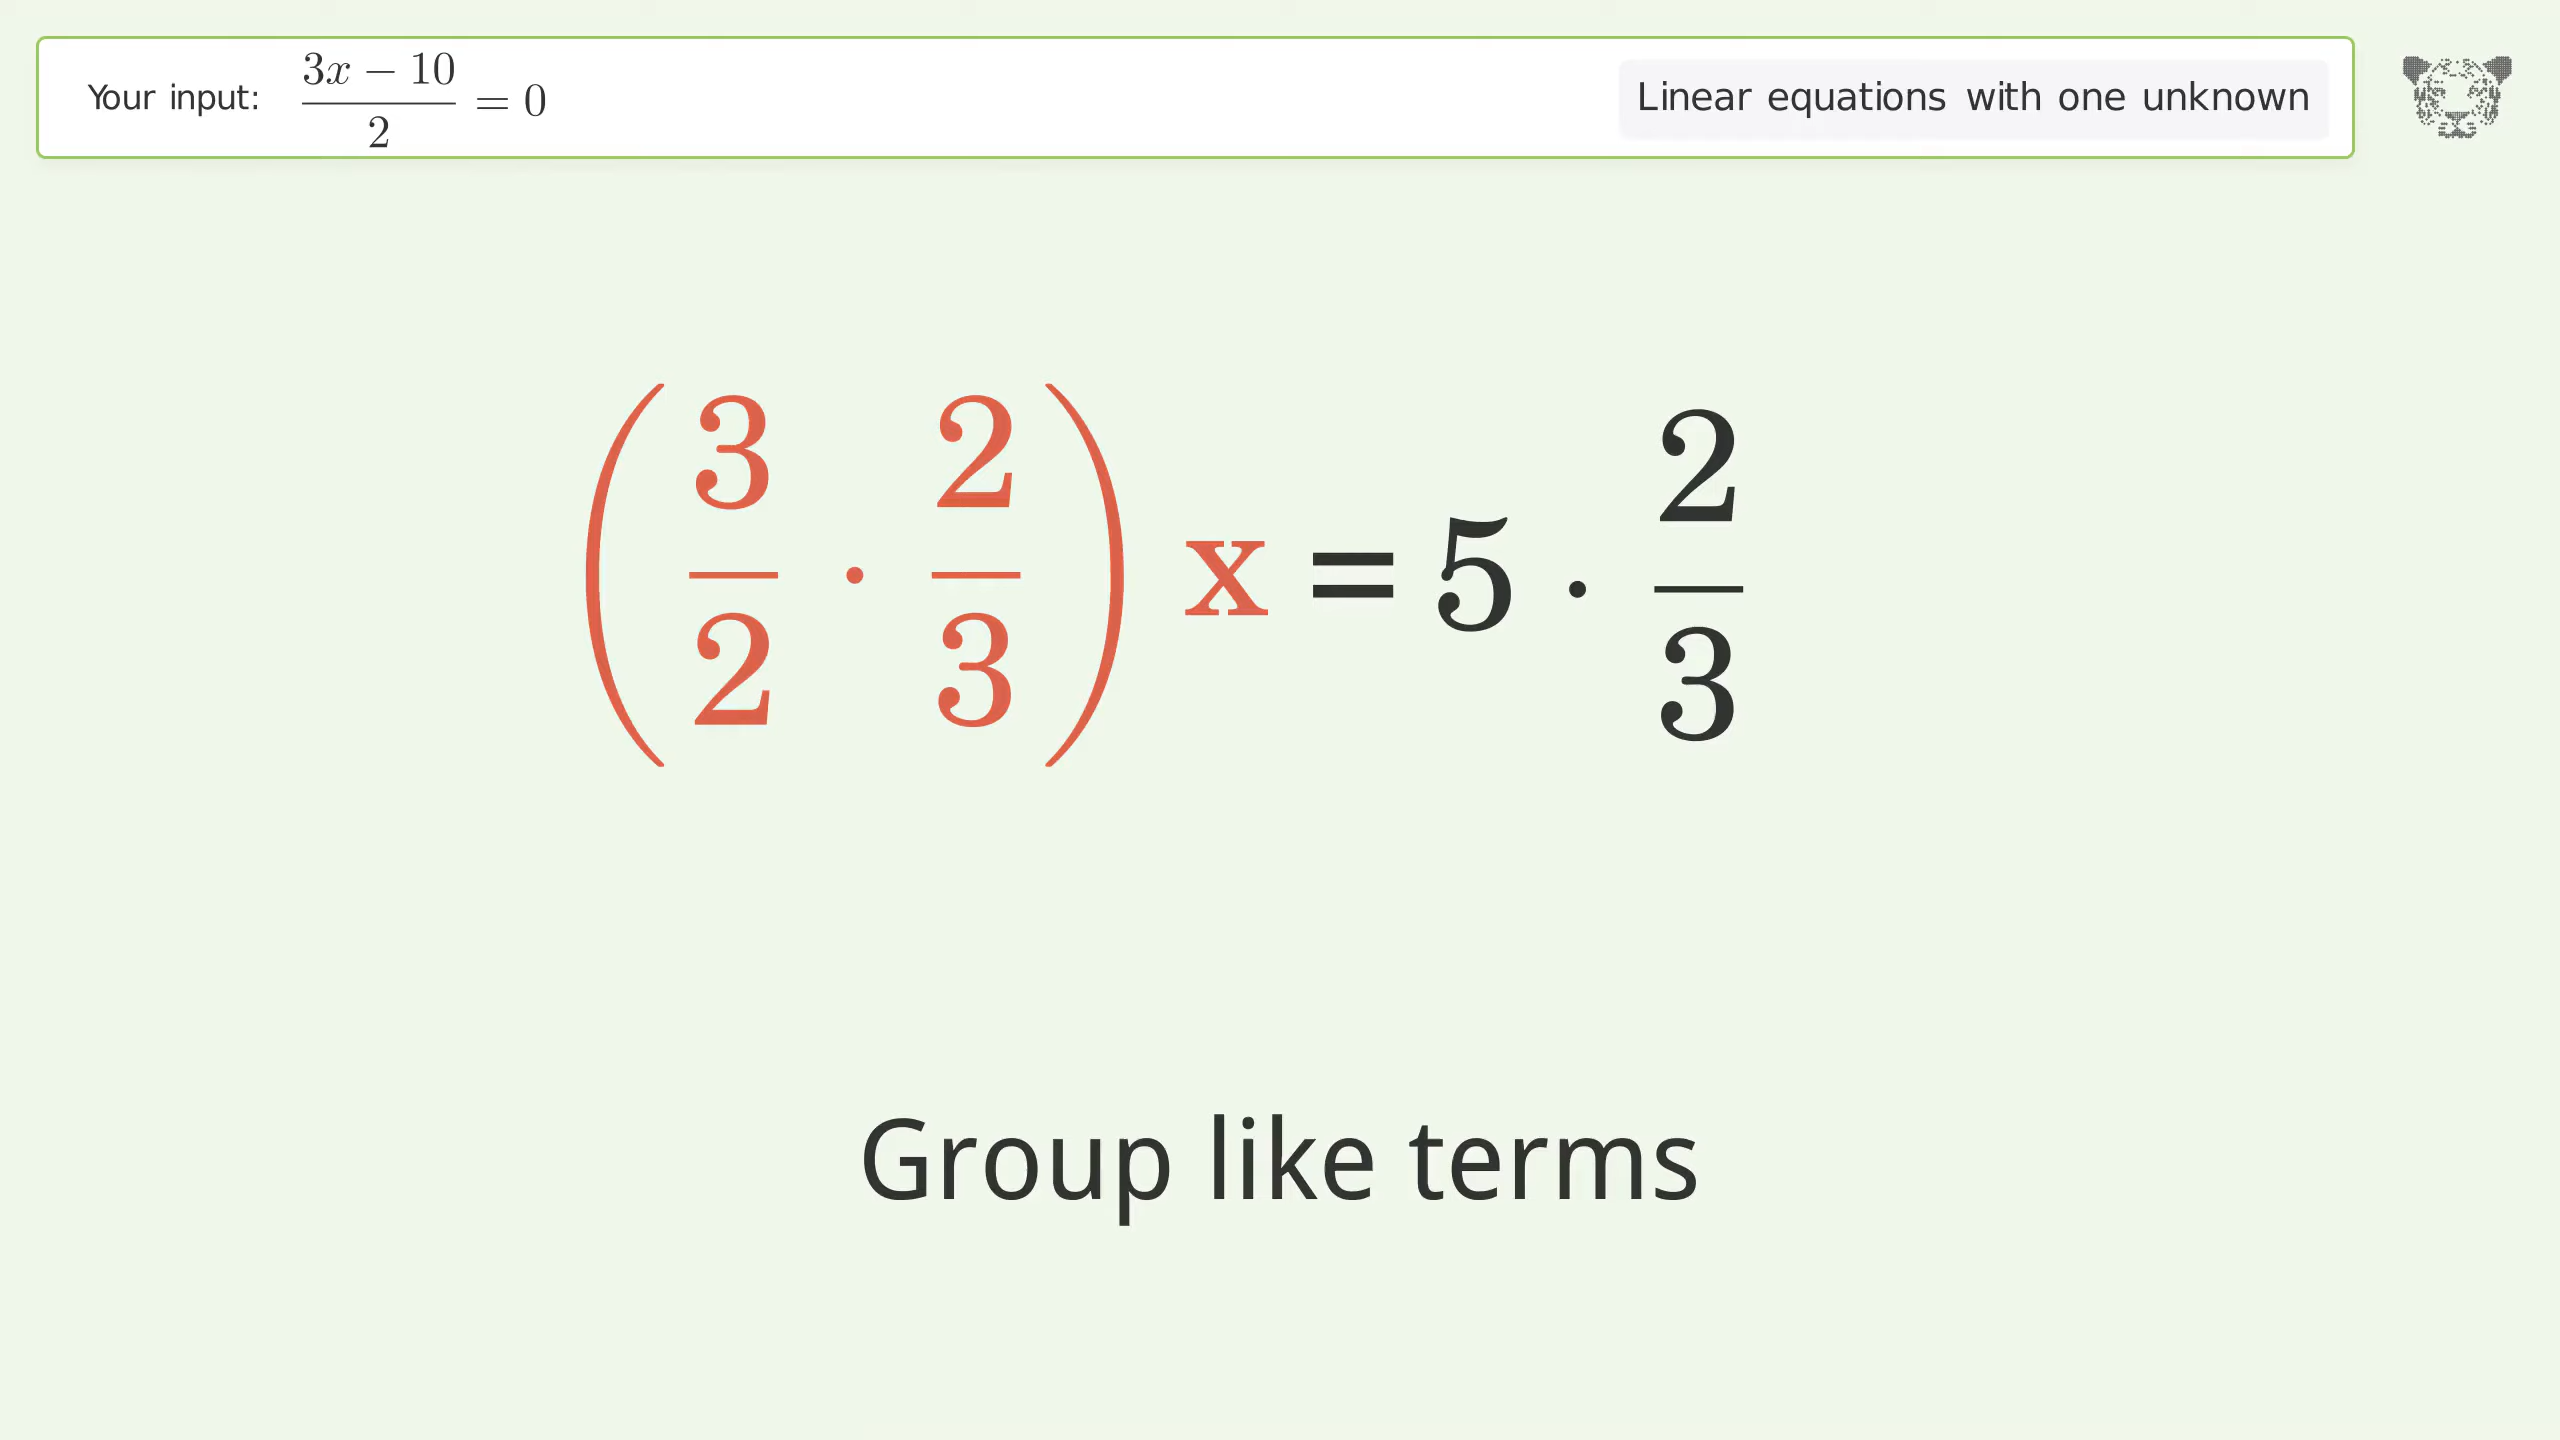 Your input: (3x − 10)/2 = 0
Linear equations with one unknown
(3/2 · 2/3) x = 5 · 2/3
Group like terms